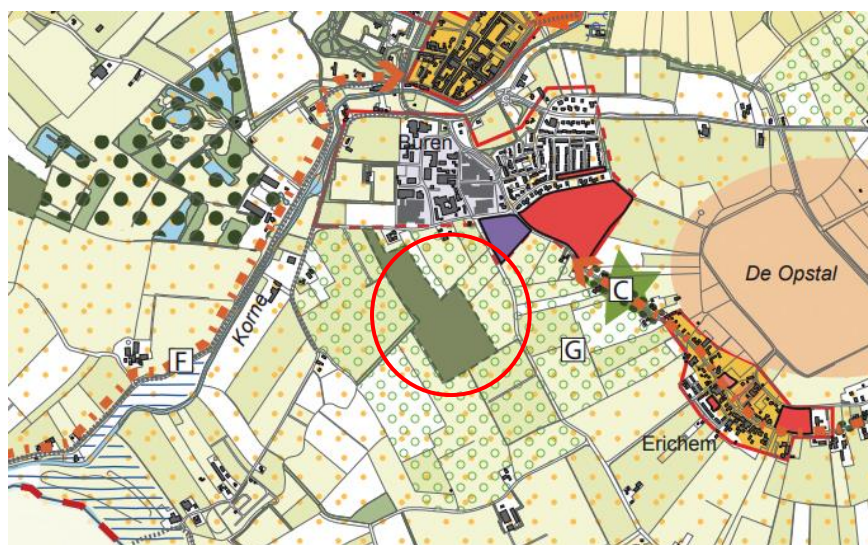 Buren
De Opstal
C
Korne
G
F
Erichem